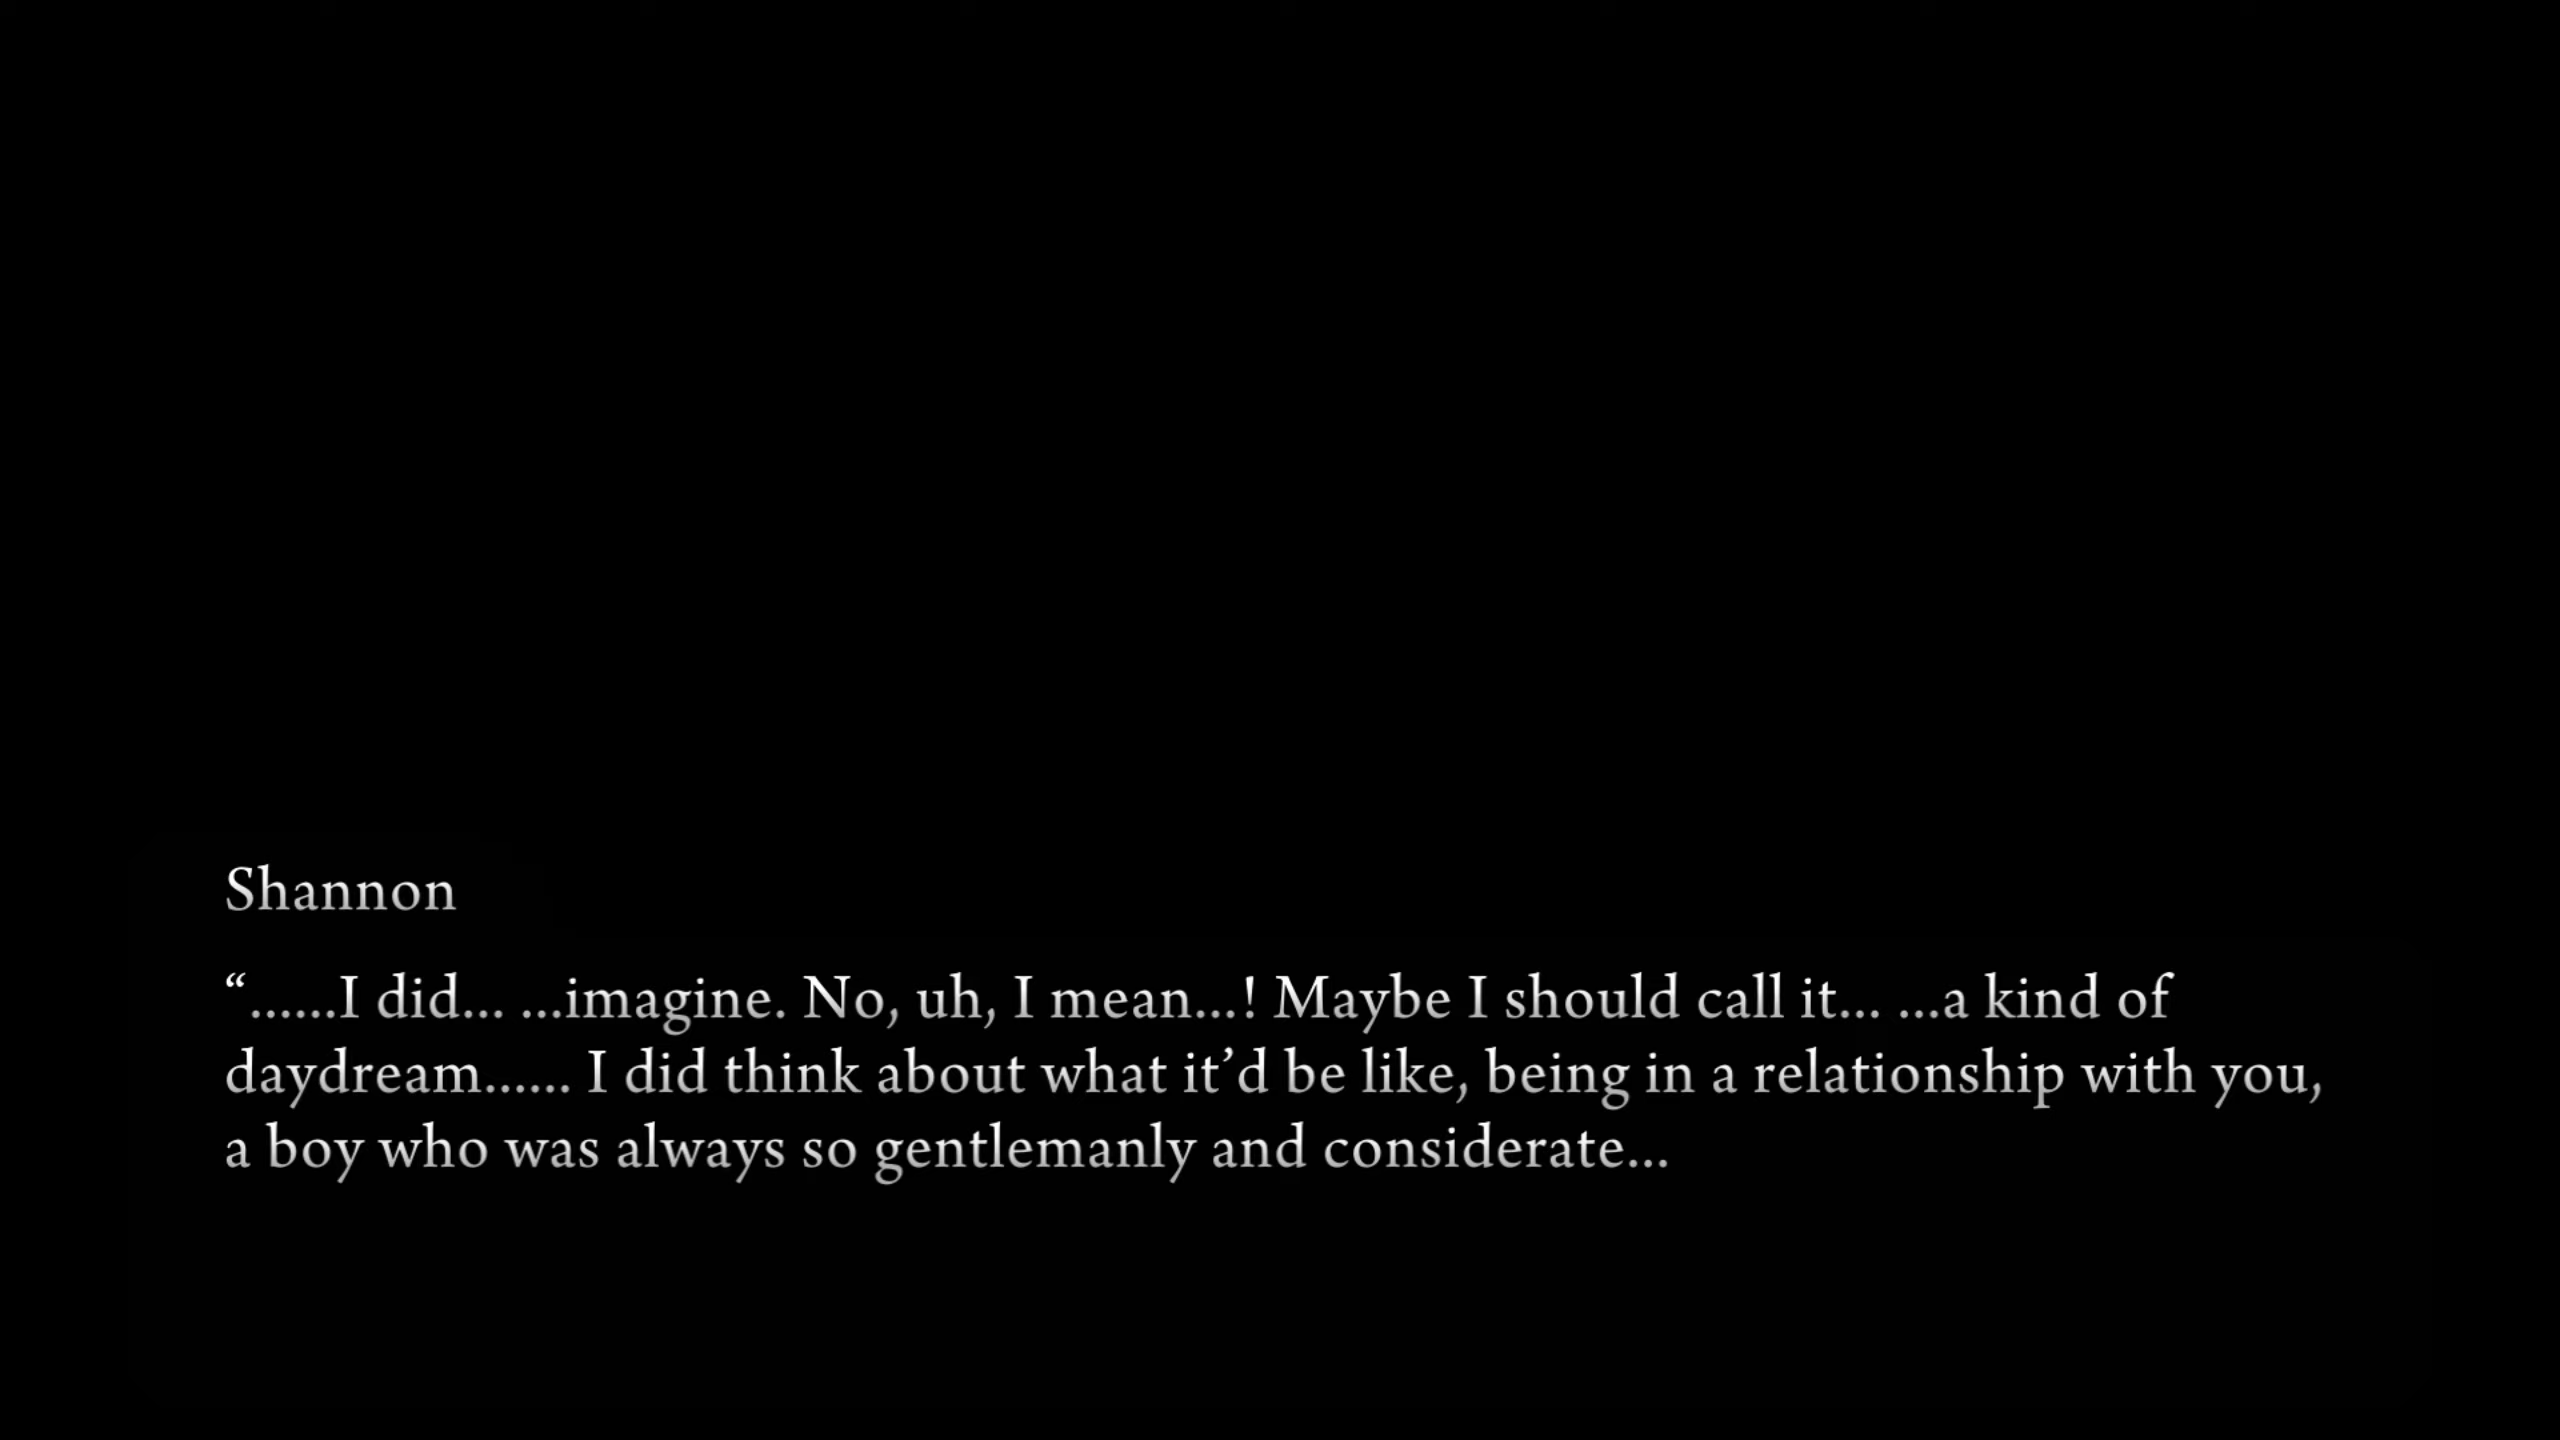 Shannon
“......I did... ...imagine. No, uh, I mean...! Maybe I should call it... ...a kind of
daydream...... I did think about what it’d be like, being in a relationship with you,
a boy who was always so gentlemanly and considerate...